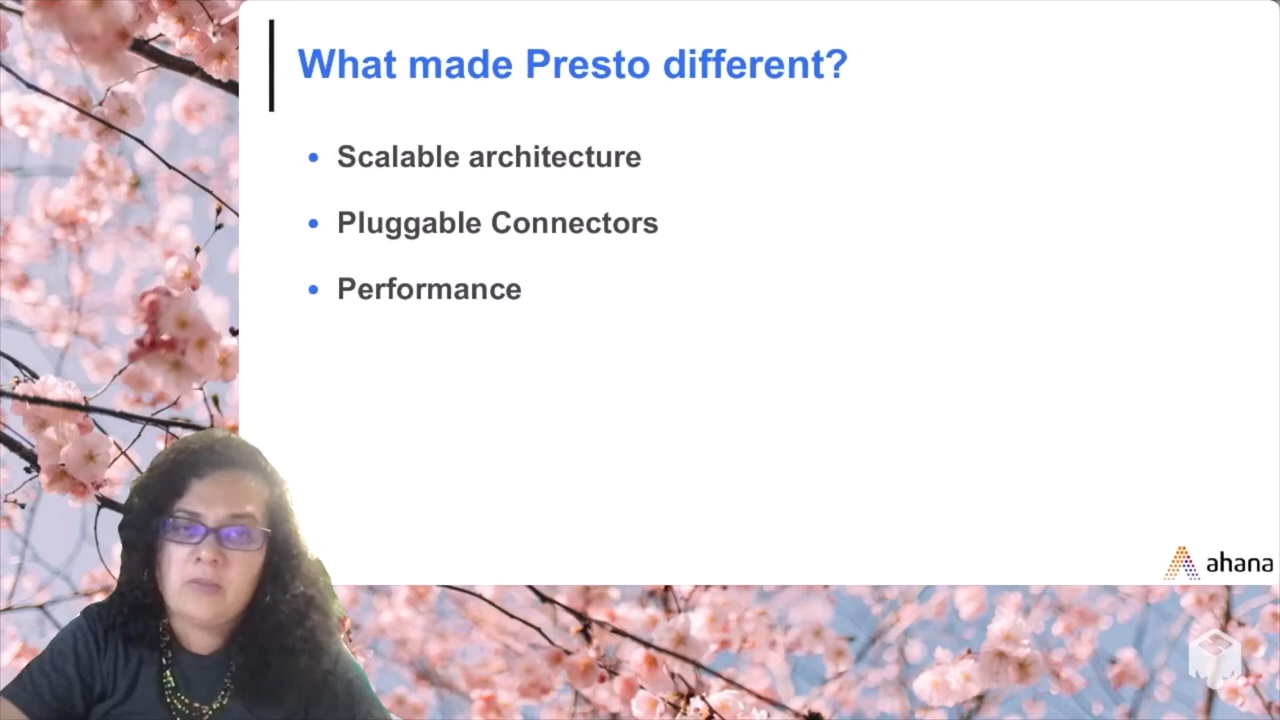 What made Presto different?
Scalable architecture
Pluggable Connectors
Performance
ahana